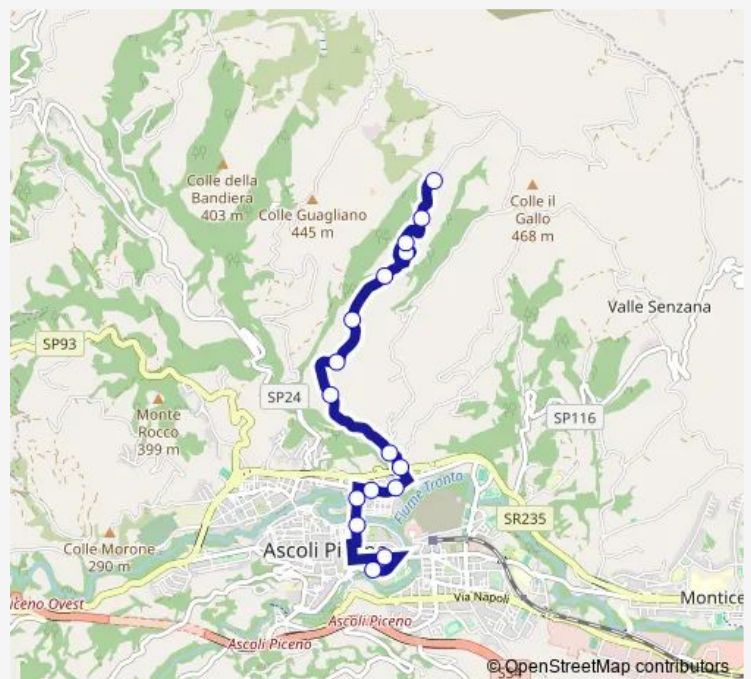 Colle della
Bandiera
403 m
Colle Guagliano
445 m
Colle il
Gallo
468 m
Valle Senzana
SP93
SP24
SP116
Monte
Rocco
399 m
Fiume Tronto
SR235
Colle Morone
290 m
Ascoli Pi
Piceno Ovest
Via Napoli
Montice
Ascoli Piceno
Ascoli Piceno
© OpenStreetMap contributors